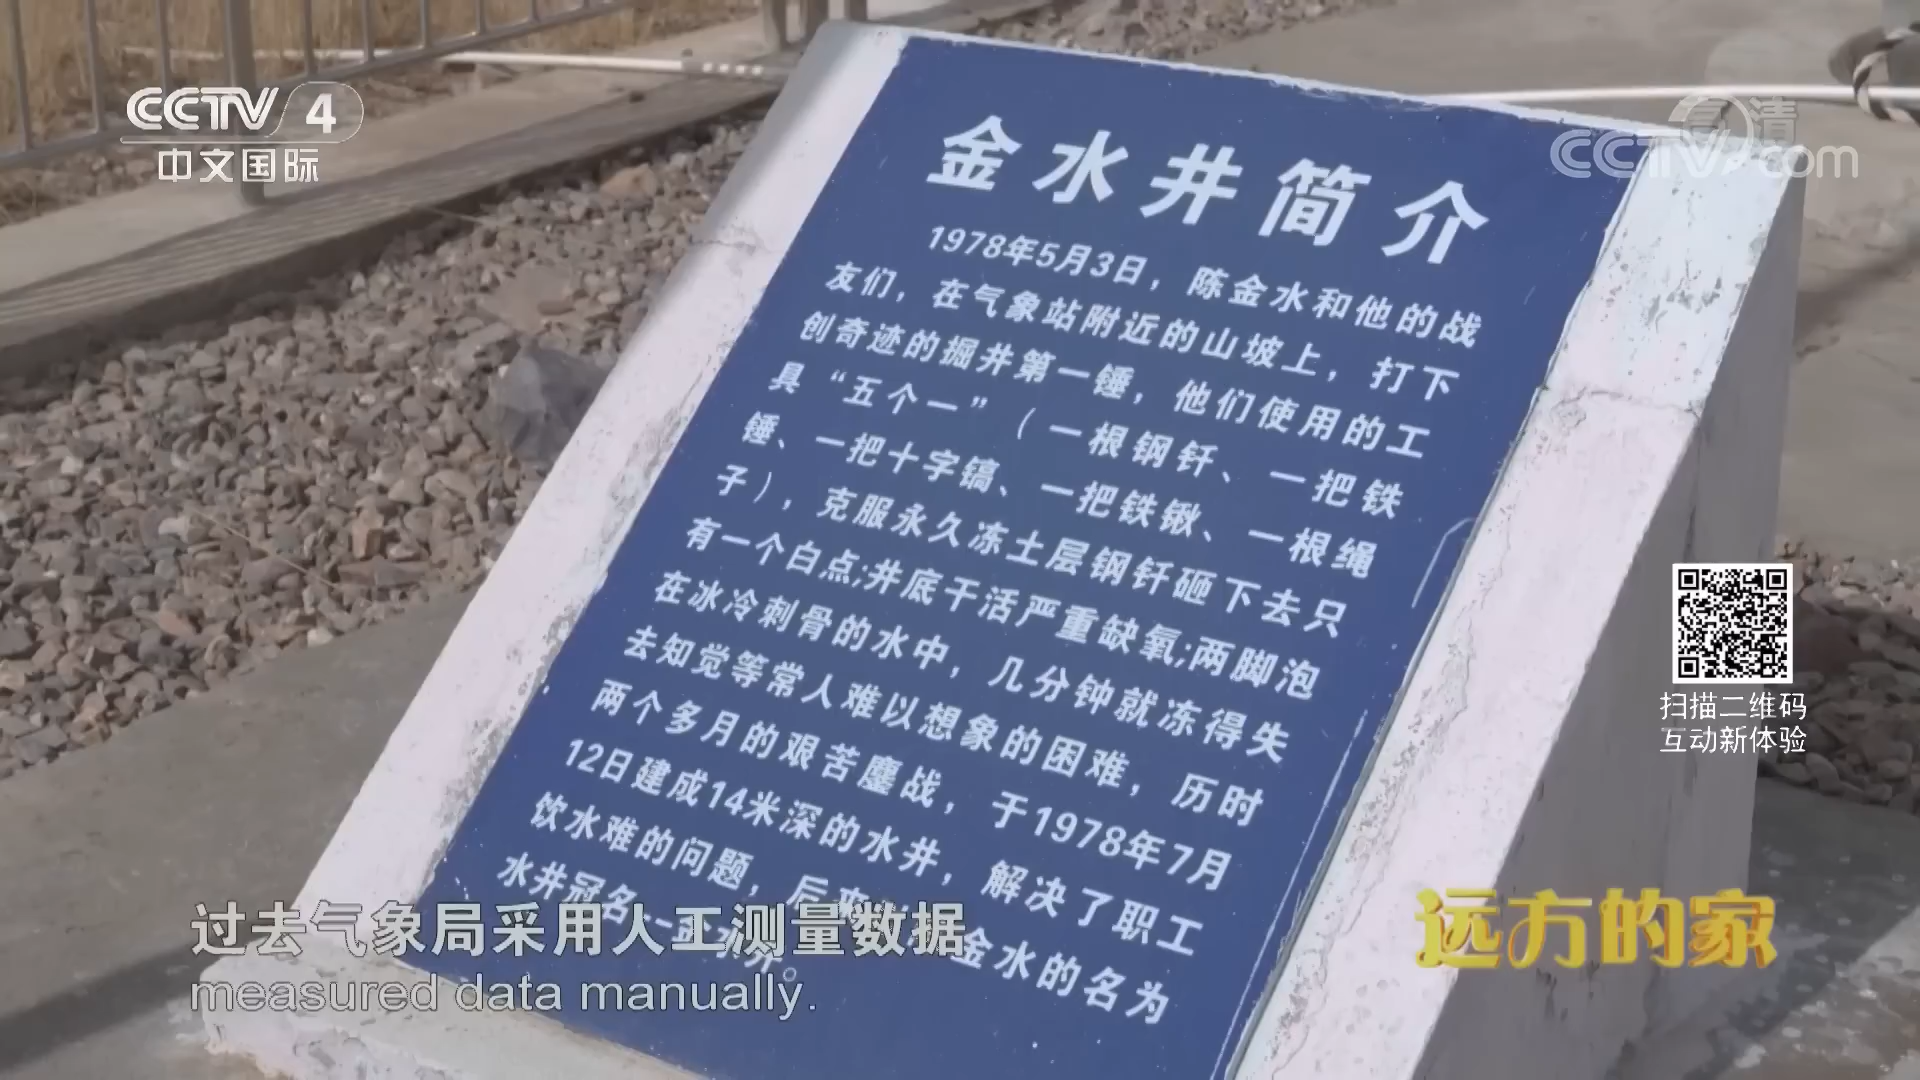 CCTV 4
中文国际
高清
CCTV.com
金水井简介
1978年5月3日，陈金水和他的战
友们，在气象站附近的山坡上，打下
创奇迹的掘井第一锤，他们使用的工
具“五个一”（一根钢钎、一把铁
锤、一把十字镐、一把铁锹、一根绳
子），克服永久冻土层钢钎砸下去只
有一个白点;井底干活严重缺氧;两脚泡
在冰冷刺骨的水中，几分钟就冻得失
去知觉等常人难以想象的困难，历时
两个多月的艰苦鏖战，于1978年7月
12日建成14米深的水井，解决了职工
饮水难的问题，后来 金水的名为
水井冠名--金水井。
扫描二维码
互动新体验
远方的家
过去气象局采用人工测量数据
measured data manually.